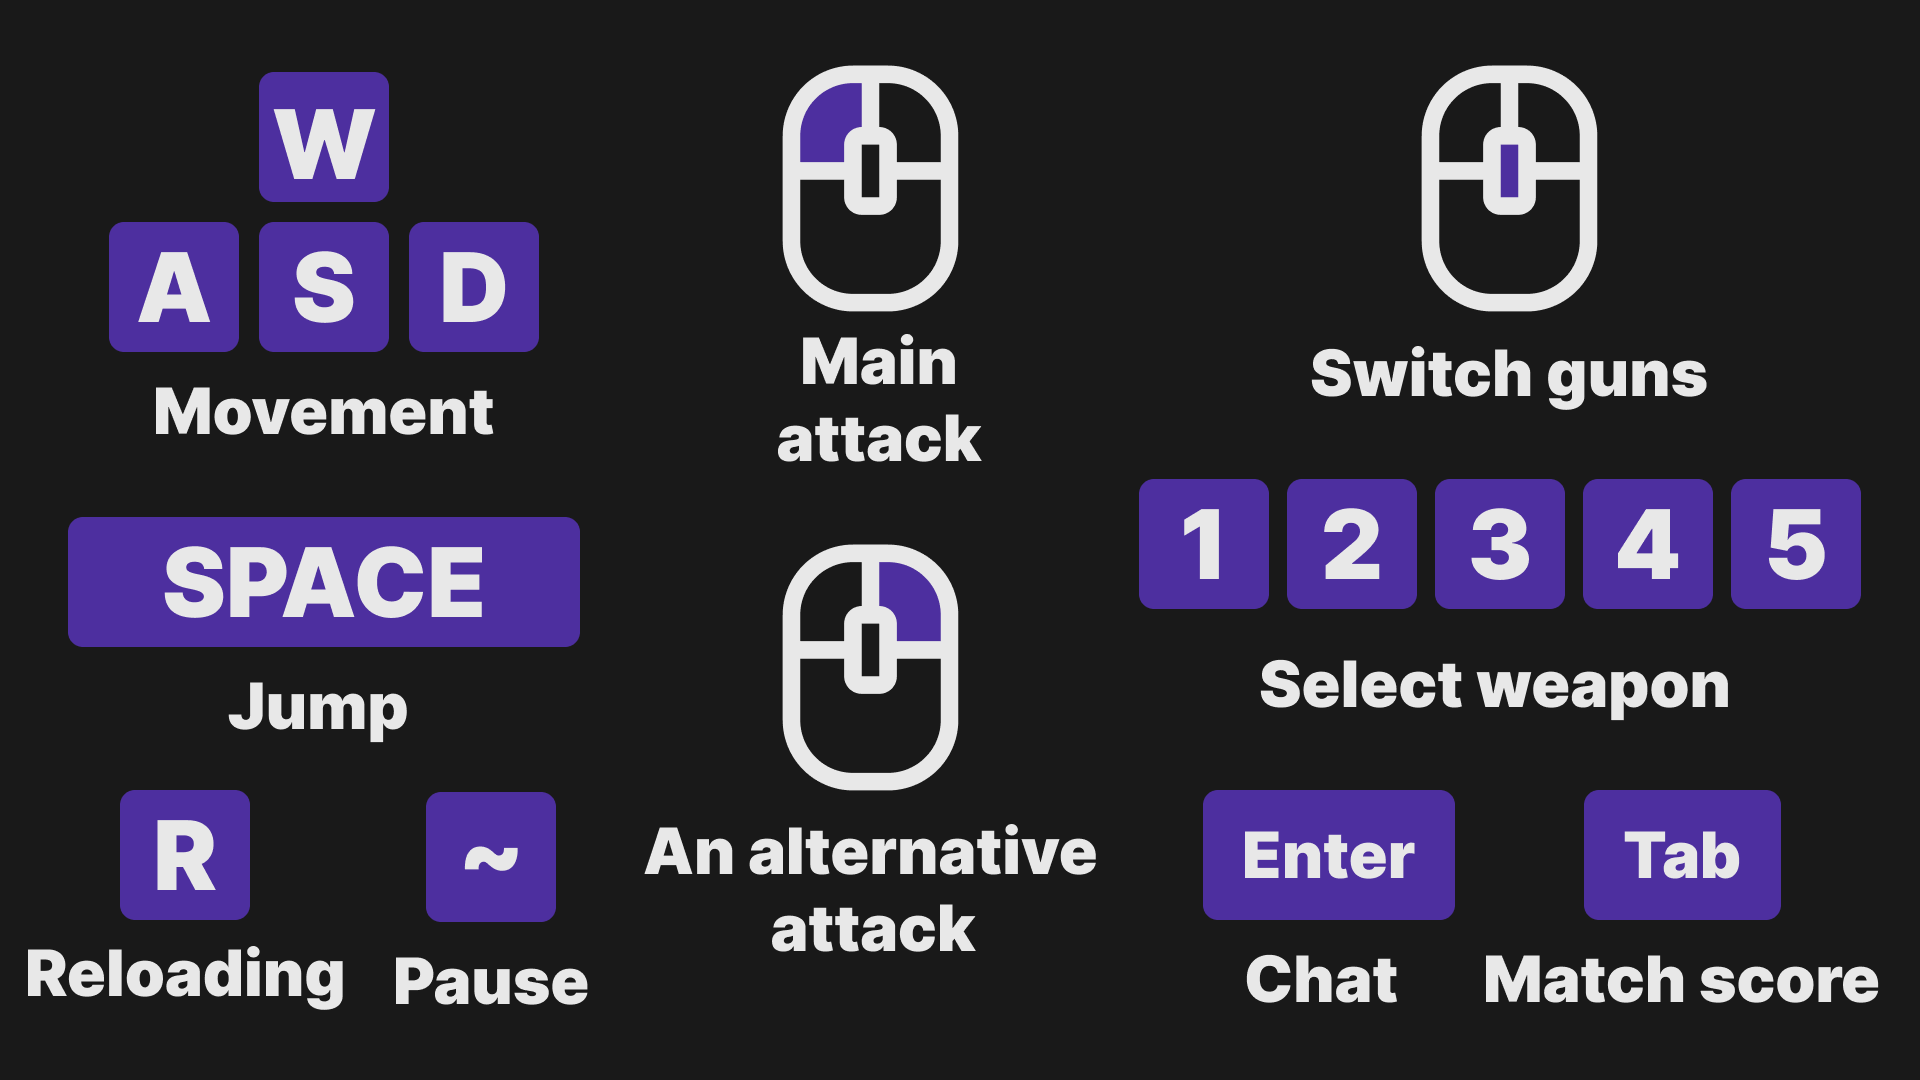 W
A S D
Movement
SPACE
Jump
R
Reloading
~
Pause
Main
attack
An alternative
attack
Switch guns
1 2 3 4 5
Select weapon
Enter
Chat
Tab
Match score